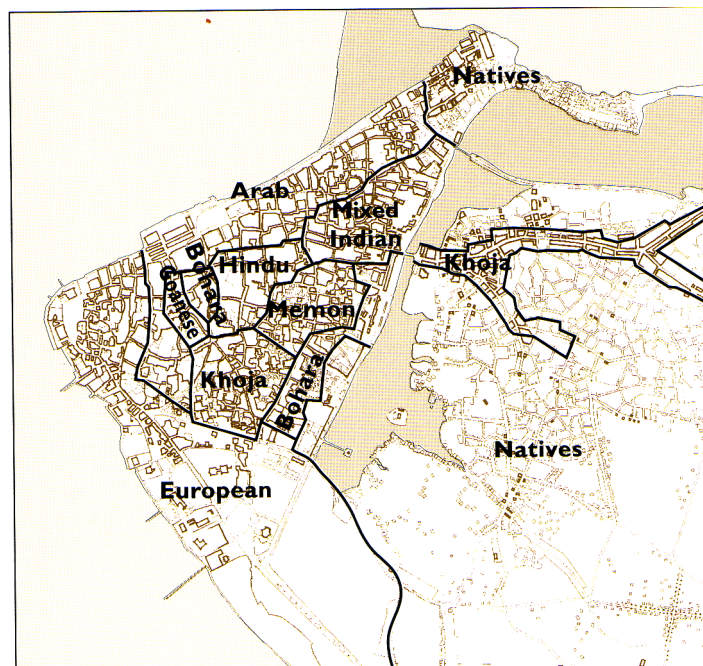 Natives
Arab
Mixed
Indian
Bohara
Hindu
Khoja
Goanese
Memon
Khoja
Bohara
Natives
European